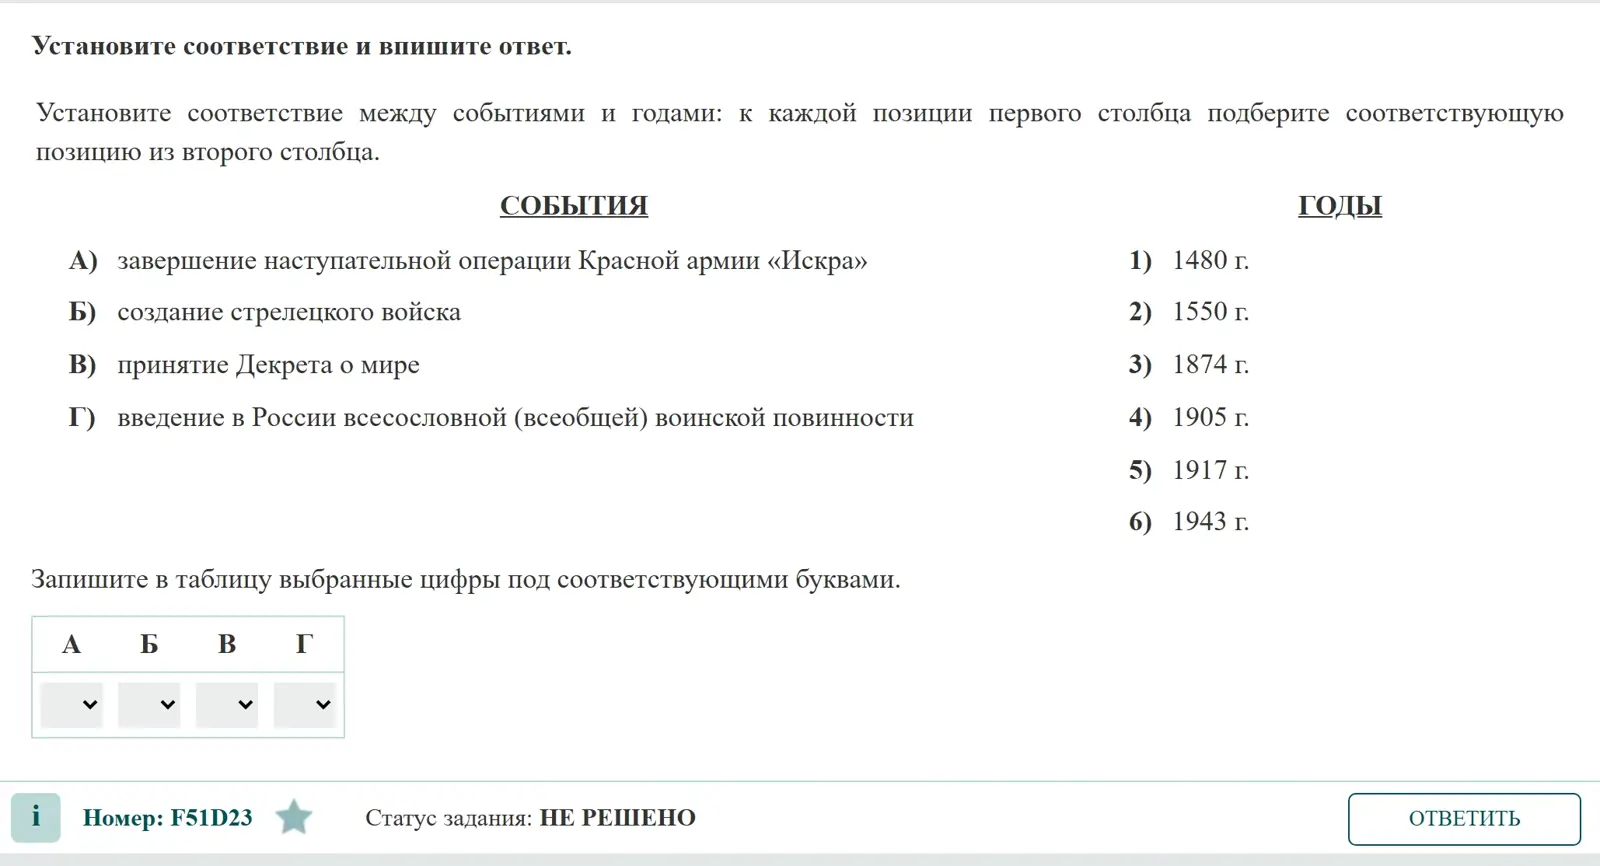 Установите соответствие и впишите ответ.
Установите соответствие между событиями и годами: к каждой позиции первого столбца подберите соответствующую
позицию из второго столбца.
СОБЫТИЯ
А) завершение наступательной операции Красной армии «Искра»
Б) создание стрелецкого войска
В) принятие Декрета о мире
Г) введение в России всесословной (всеобщей) воинской повинности
ГОДЫ
1) 1480 г.
2) 1550 г.
3) 1874 г.
4) 1905 г.
5) 1917 г.
6) 1943 г.
Запишите в таблицу выбранные цифры под соответствующими буквами.
А Б В Г
i Номер: F51D23 Статус задания: НЕ РЕШЕНО ОТВЕТИТЬ